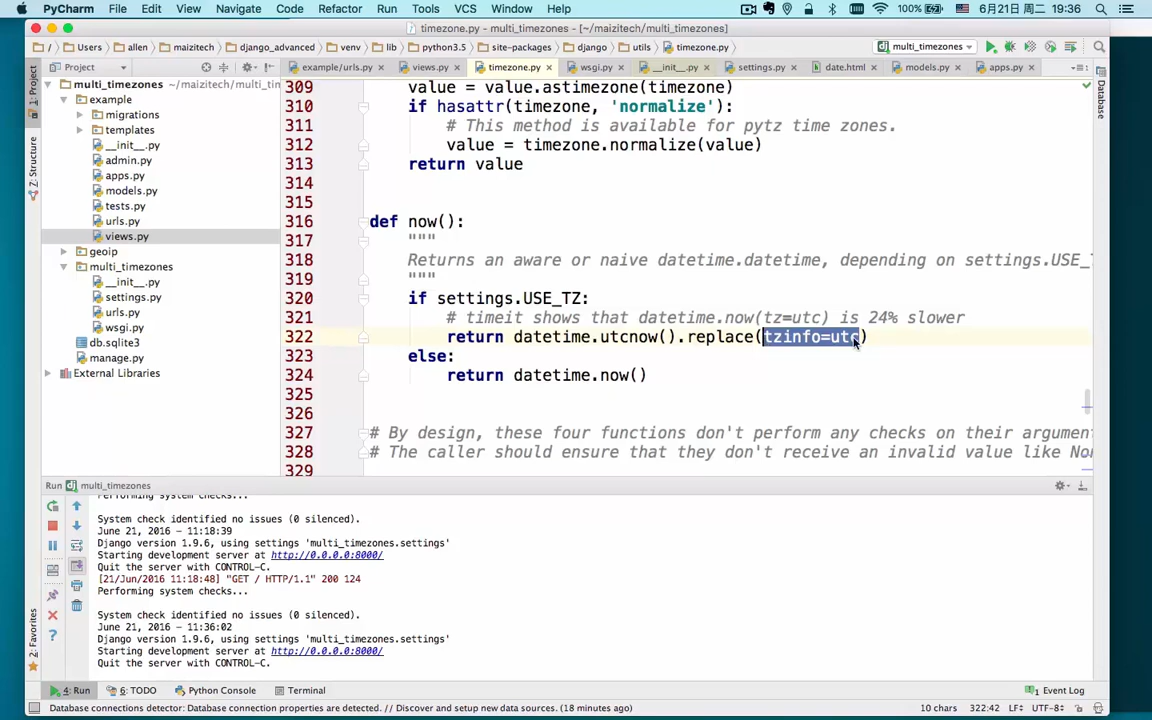 PyCharm File Edit View Navigate Code Refactor Run Tools VCS Window Help 100% 6月21日 周二 19:36
timezone.py - multi_timezones - [~/maizitech/multi_timezones]
/ Users allen maizitech django_advanced venv lib python3.5 site-packages django utils timezone.py multi_timezones
Project example/urls.py views.py timezone.py wsgi.py __init__.py settings.py date.html models.py apps.py
1: Project
Z: Structure
2: Favorites
Database
multi_timezones ~/maizitech/multi_tim
example
migrations
templates
__init__.py
admin.py
apps.py
models.py
tests.py
urls.py
views.py
geoip
multi_timezones
__init__.py
settings.py
urls.py
wsgi.py
db.sqlite3
manage.py
External Libraries
309 value = value.astimezone(timezone)
310 if hasattr(timezone, 'normalize'):
311 # This method is available for pytz time zones.
312 value = timezone.normalize(value)
313 return value
314
315
316 def now():
317 """
318 Returns an aware or naive datetime.datetime, depending on settings.USE_T
319 """
320 if settings.USE_TZ:
321 # timeit shows that datetime.now(tz=utc) is 24% slower
322 return datetime.utcnow().replace(tzinfo=utc)
323 else:
324 return datetime.now()
325
326
327 # By design, these four functions don't perform any checks on their argumen
328 # The caller should ensure that they don't receive an invalid value like No
329
Run multi_timezones
Performing system checks...
System check identified no issues (0 silenced).
June 21, 2016 - 11:18:39
Django version 1.9.6, using settings 'multi_timezones.settings'
Starting development server at http://0.0.0.0:8000/
Quit the server with CONTROL-C.
[21/Jun/2016 11:18:48] "GET / HTTP/1.1" 200 124
Performing system checks...
System check identified no issues (0 silenced).
June 21, 2016 - 11:36:02
Django version 1.9.6, using settings 'multi_timezones.settings'
Starting development server at http://0.0.0.0:8000/
Quit the server with CONTROL-C.
4: Run 6: TODO Python Console Terminal 1 Event Log
Database connections detector: Database connection properties are detected. // Discover and setup new data sources. (18 minutes ago) 10 chars 322:42 LF UTF-8